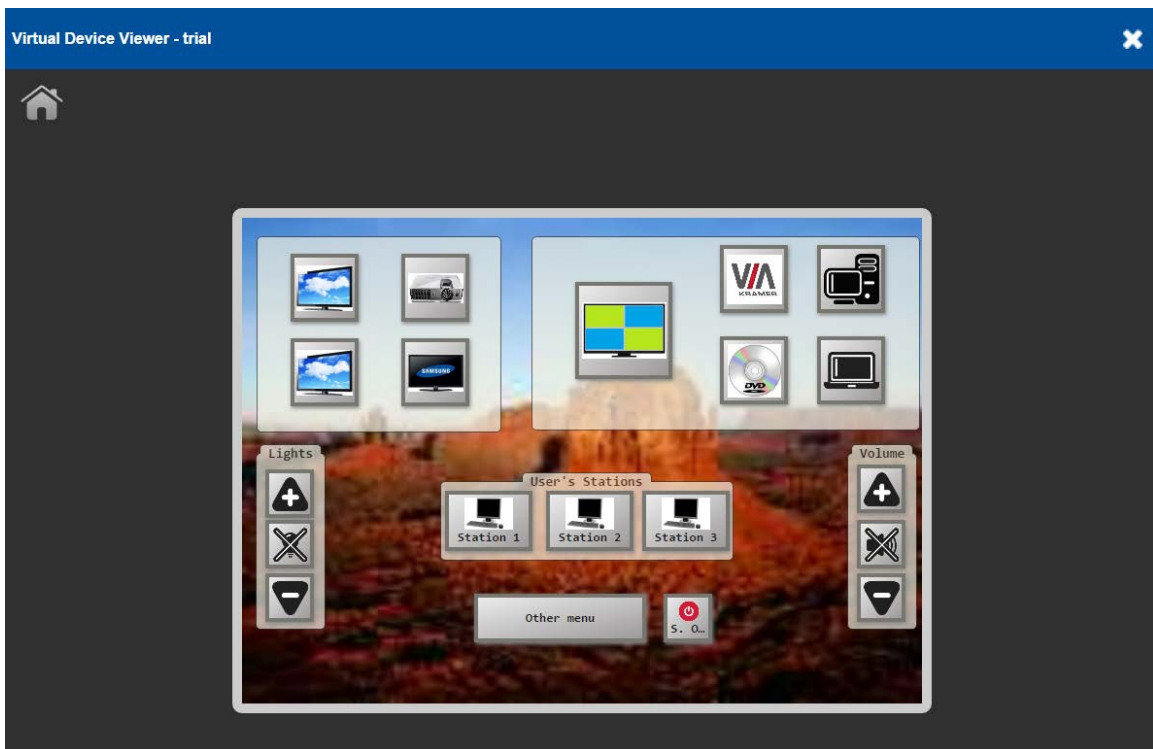 Virtual Device Viewer - trial
VIA
KRAMER
SAMSUNG
DVD
Lights
Volume
User's Stations
Station 1
Station 2
Station 3
Other menu
S. O…